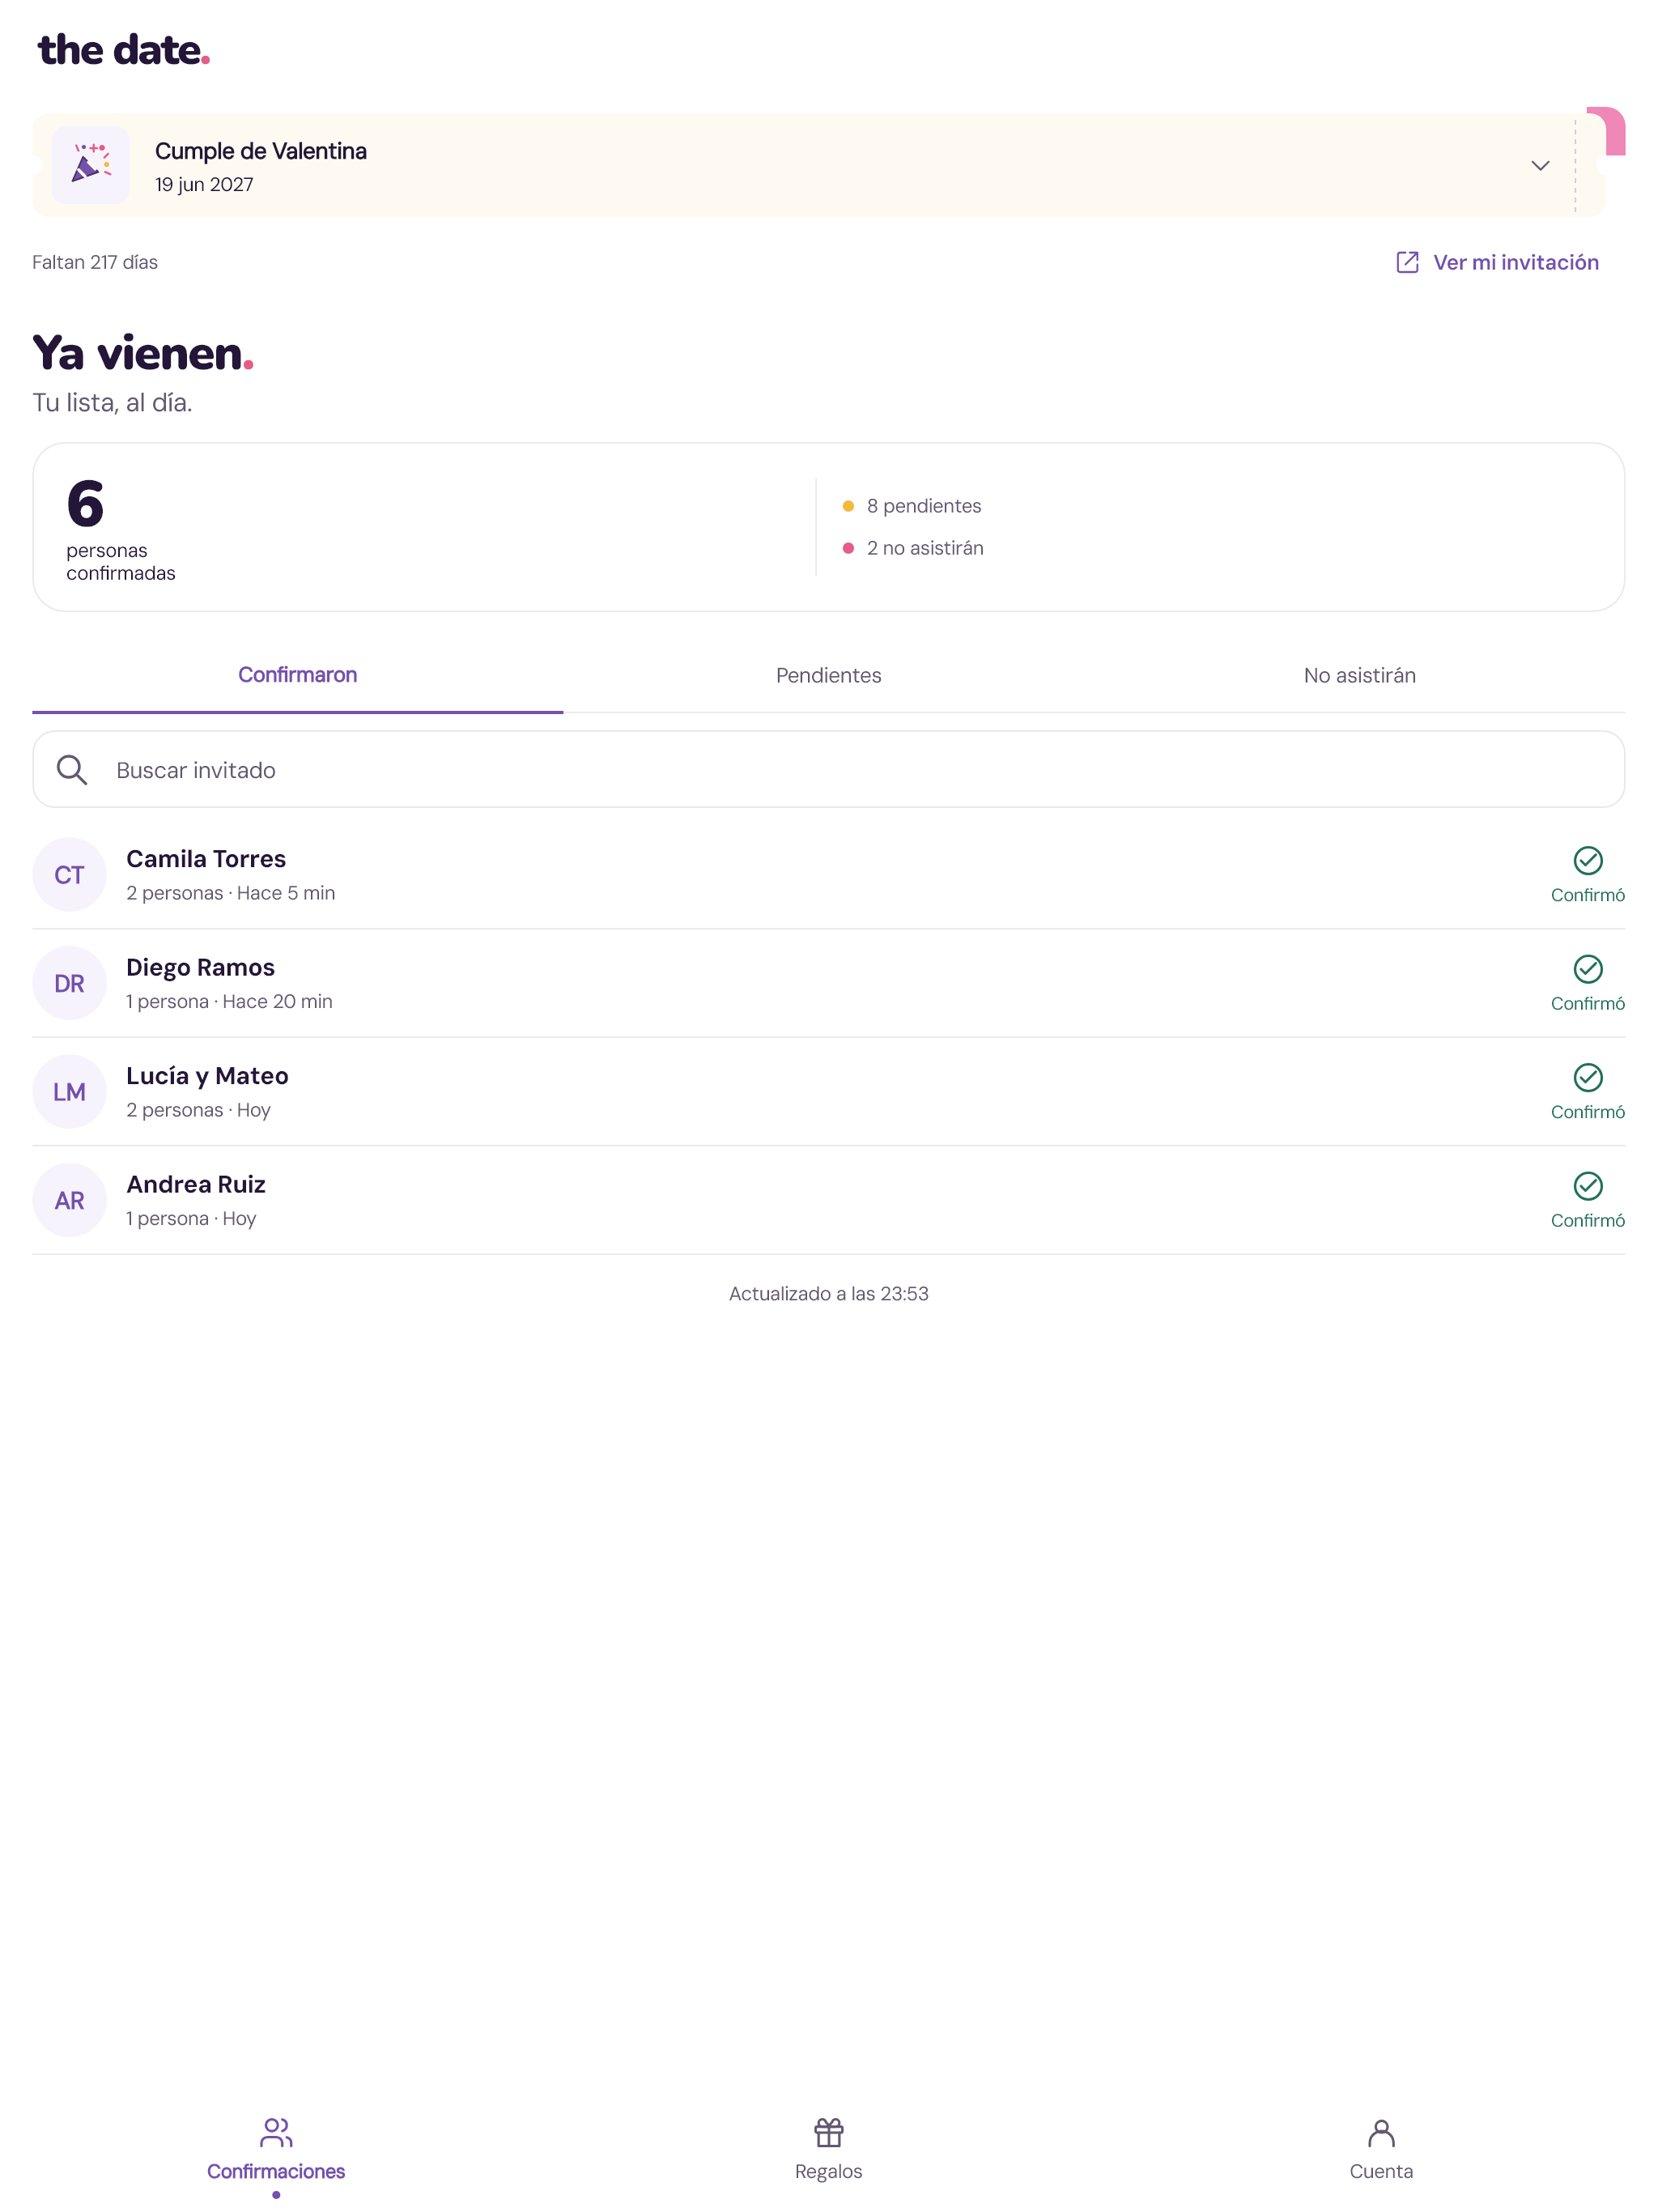 the date.
Cumple de Valentina
19 jun 2027
Faltan 217 días
Ver mi invitación
Ya vienen.
Tu lista, al día.
6
personas
confirmadas
8 pendientes
2 no asistirán
Confirmaron
Pendientes
No asistirán
Buscar invitado
CT
Camila Torres
2 personas · Hace 5 min
Confirmó
DR
Diego Ramos
1 persona · Hace 20 min
Confirmó
LM
Lucía y Mateo
2 personas · Hoy
Confirmó
AR
Andrea Ruiz
1 persona · Hoy
Confirmó
Actualizado a las 23:53
Confirmaciones
Regalos
Cuenta